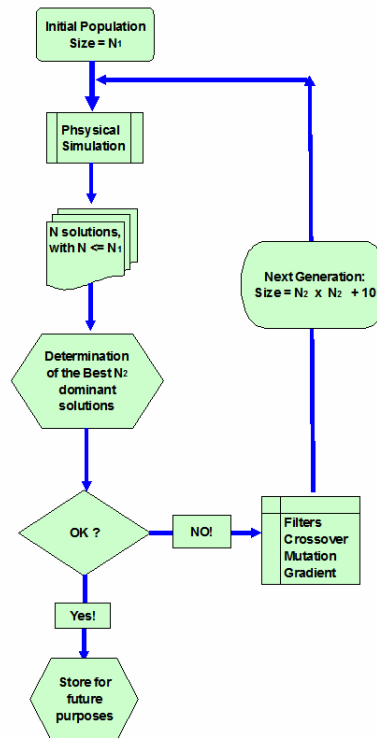 Initial Population
Size = N₁
Phsysical
Simulation
N solutions,
with N <= N₁
Next Generation:
Size = N₂ x N₂ + 10
Determination
of the Best N₂
dominant
solutions
OK ?
NO!
Filters
Crossover
Mutation
Gradient
Yes!
Store for
future
purposes